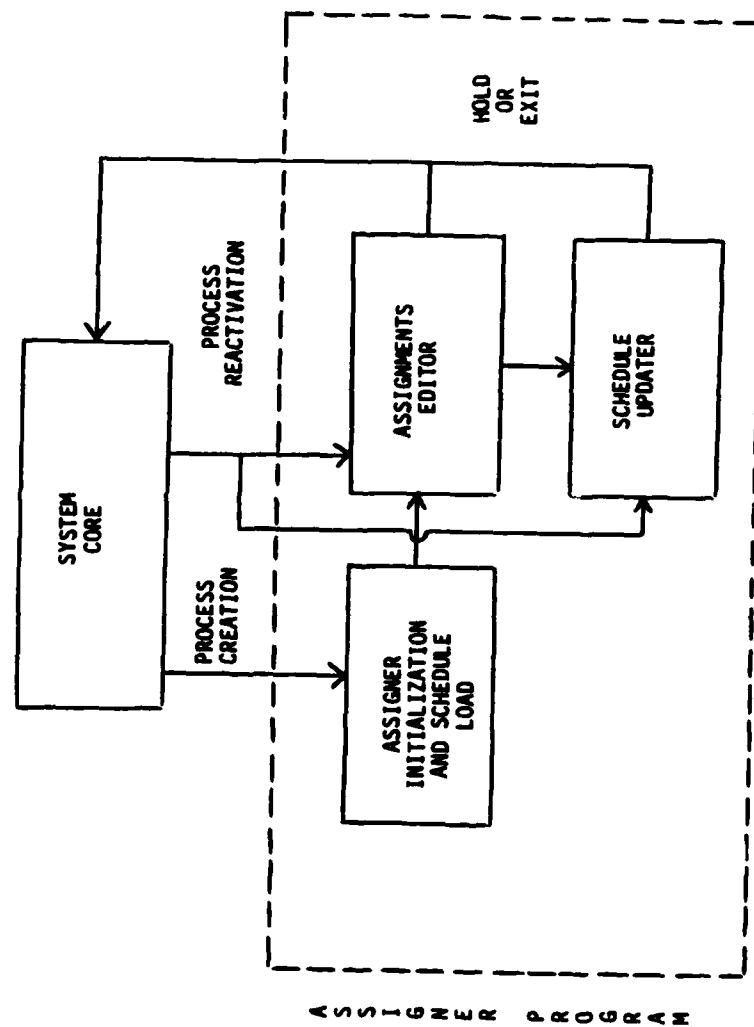 SYSTEM
CORE
PROCESS
CREATION
PROCESS
REACTIVATION
ASSIGNER
INITIALIZATION
AND SCHEDULE
LOAD
ASSIGNMENTS
EDITOR
SCHEDULE
UPDATER
HOLD
OR
EXIT
ASSIGNER PROGRAM